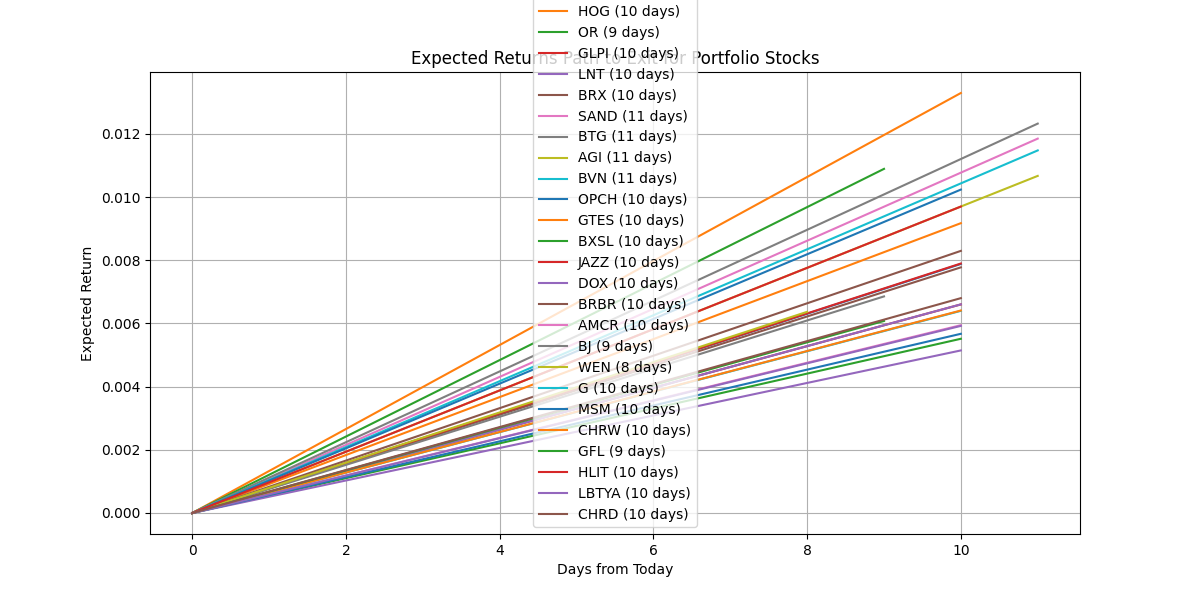 HOG (10 days)
OR (9 days)
GLPI (10 days)
Expected Returns Path to Exit for Portfolio Stocks
LNT (10 days)
BRX (10 days)
SAND (11 days)
BTG (11 days)
AGI (11 days)
BVN (11 days)
OPCH (10 days)
GTES (10 days)
BXSL (10 days)
JAZZ (10 days)
DOX (10 days)
BRBR (10 days)
AMCR (10 days)
BJ (9 days)
WEN (8 days)
G (10 days)
MSM (10 days)
CHRW (10 days)
GFL (9 days)
HLIT (10 days)
LBTYA (10 days)
CHRD (10 days)
Expected Return
0.012
0.010
0.008
0.006
0.004
0.002
0.000
0 2 4 6 8 10
Days from Today